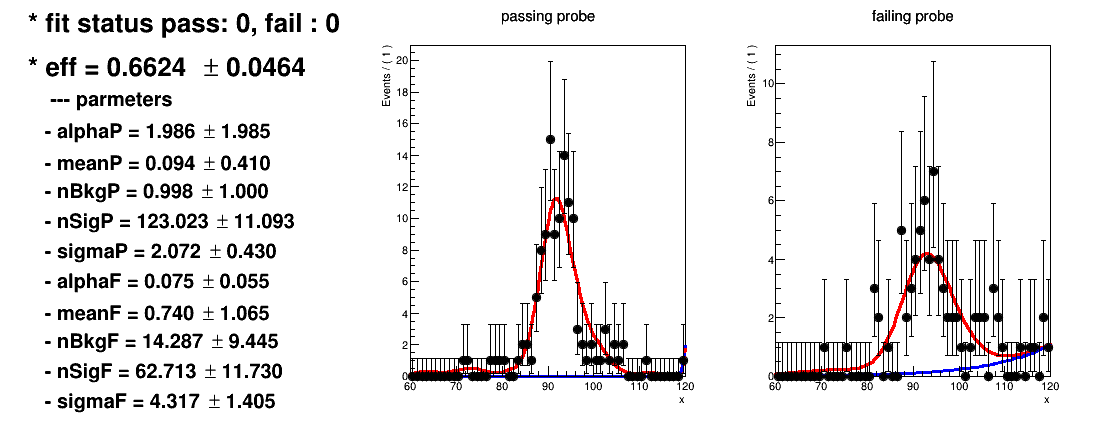 * fit status pass: 0, fail : 0
* eff = 0.6624 ± 0.0464
--- parmeters
- alphaP = 1.986 ± 1.985
- meanP = 0.094 ± 0.410
- nBkgP = 0.998 ± 1.000
- nSigP = 123.023 ± 11.093
- sigmaP = 2.072 ± 0.430
- alphaF = 0.075 ± 0.055
- meanF = 0.740 ± 1.065
- nBkgF = 14.287 ± 9.445
- nSigF = 62.713 ± 11.730
- sigmaF = 4.317 ± 1.405
passing probe
Events / ( 1 )
20
18
16
14
12
10
8
6
4
2
0
60 70 80 90 100 110 120
x
failing probe
Events / ( 1 )
10
8
6
4
2
0
60 70 80 90 100 110 120
x